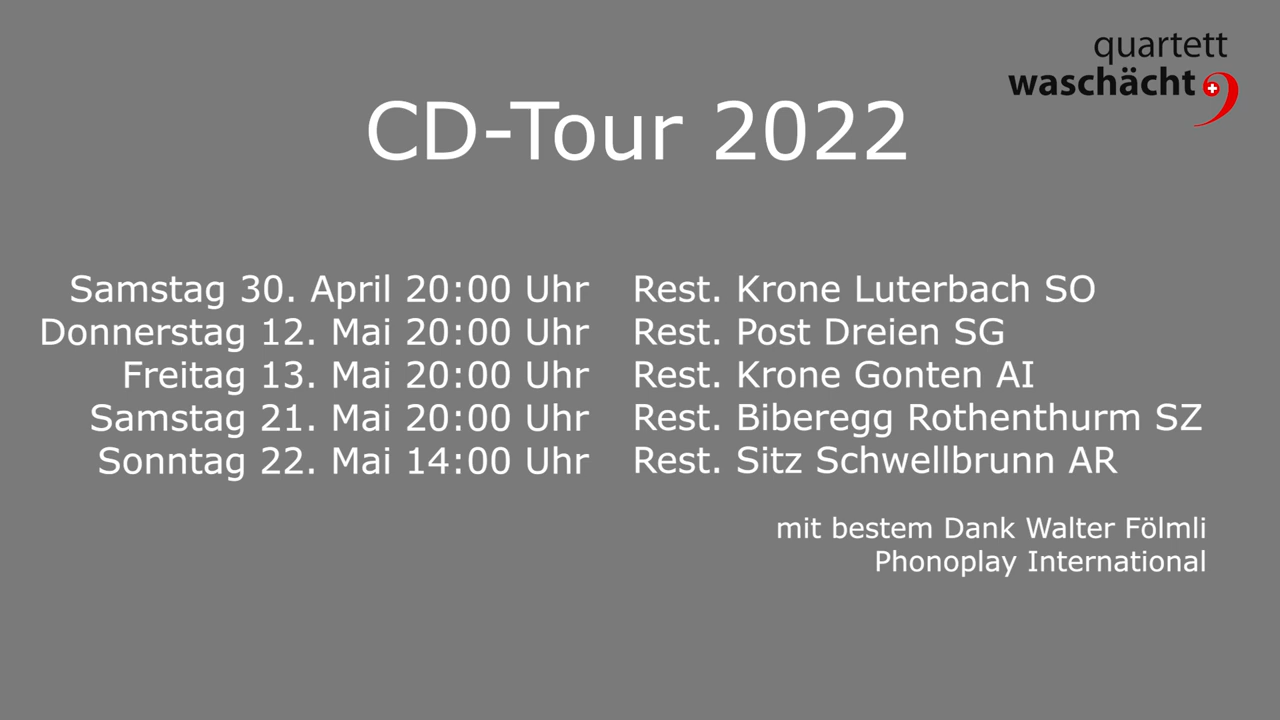 quartett
waschächt
CD-Tour 2022
Samstag 30. April 20:00 Uhr Rest. Krone Luterbach SO
Donnerstag 12. Mai 20:00 Uhr Rest. Post Dreien SG
Freitag 13. Mai 20:00 Uhr Rest. Krone Gonten AI
Samstag 21. Mai 20:00 Uhr Rest. Biberegg Rothenthurm SZ
Sonntag 22. Mai 14:00 Uhr Rest. Sitz Schwellbrunn AR
mit bestem Dank Walter Fölmli
Phonoplay International